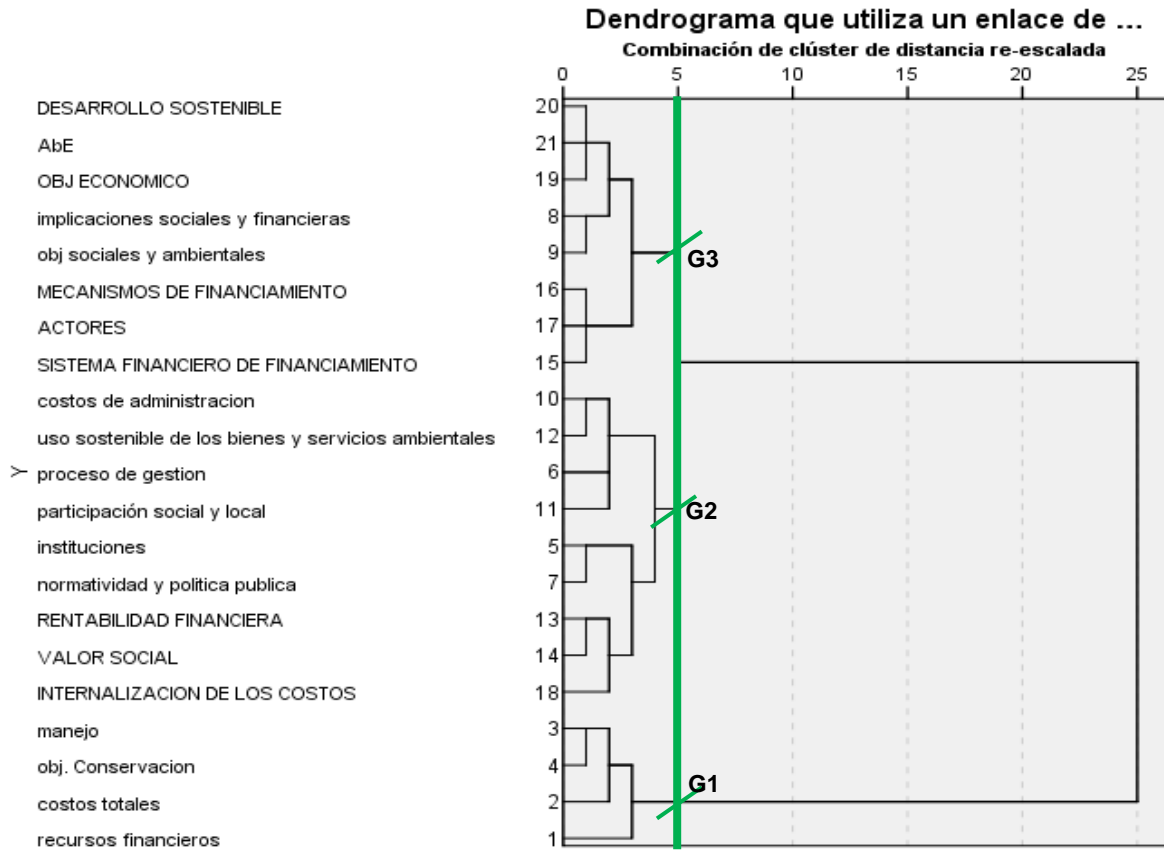 Dendrograma que utiliza un enlace de ...
Combinación de clúster de distancia re-escalada
0 5 10 15 20 25
DESARROLLO SOSTENIBLE 20
AbE 21
OBJ ECONOMICO 19
implicaciones sociales y financieras 8
obj sociales y ambientales 9
G3
MECANISMOS DE FINANCIAMIENTO 16
ACTORES 17
SISTEMA FINANCIERO DE FINANCIAMIENTO 15
costos de administracion 10
uso sostenible de los bienes y servicios ambientales 12
Y proceso de gestion 6
participación social y local 11
G2
instituciones 5
normatividad y politica publica 7
RENTABILIDAD FINANCIERA 13
VALOR SOCIAL 14
INTERNALIZACION DE LOS COSTOS 18
manejo 3
obj. Conservacion 4
G1
costos totales 2
recursos financieros 1